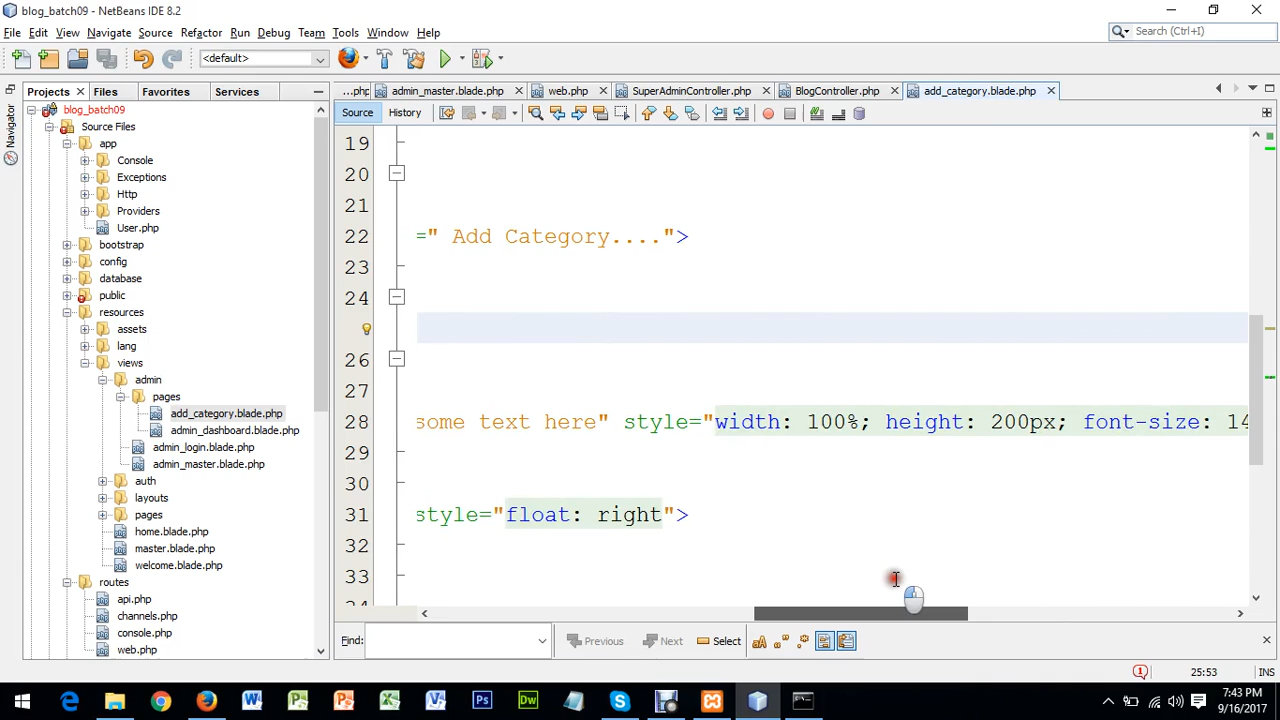 blog_batch09 - NetBeans IDE 8.2
File Edit View Navigate Source Refactor Run Debug Team Tools Window Help
Search (Ctrl+I)
<default>
Projects Files Favorites Services
...php admin_master.blade.php web.php SuperAdminController.php BlogController.php add_category.blade.php
Navigator
Source History
blog_batch09
Source Files
app
Console
Exceptions
Http
Providers
User.php
bootstrap
config
database
public
resources
assets
lang
views
admin
pages
add_category.blade.php
admin_dashboard.blade.php
admin_login.blade.php
admin_master.blade.php
auth
layouts
pages
home.blade.php
master.blade.php
welcome.blade.php
routes
api.php
channels.php
console.php
web.php
19
20
21
22 =" Add Category....">
23
24
26
27
28 some text here" style="width: 100%; height: 200px; font-size: 14
29
30
31 style="float: right">
32
33
34
Find: Previous Next Select
25:53 INS
7:43 PM
9/16/2017